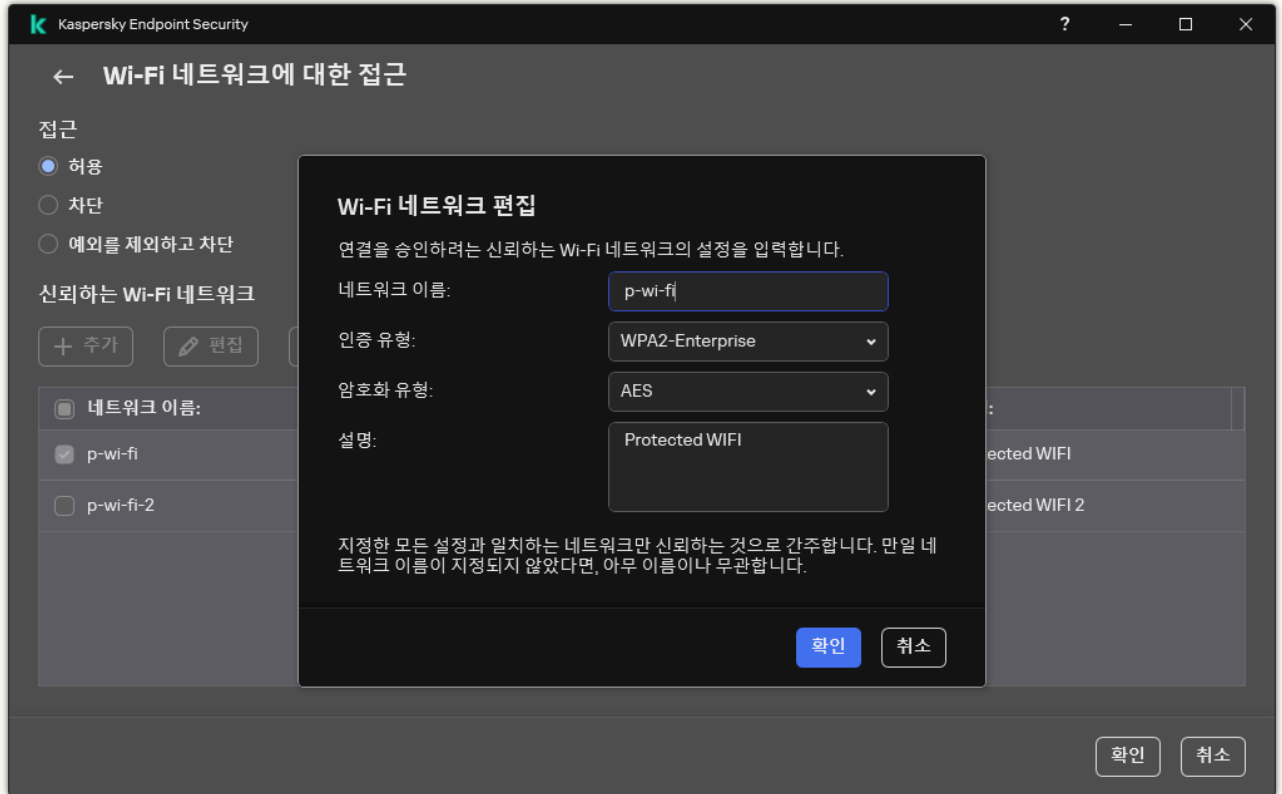 Kaspersky Endpoint Security
?
Wi-Fi 네트워크에 대한 접근
접근
허용
차단
예외를 제외하고 차단
신뢰하는 Wi-Fi 네트워크
추가
편집
네트워크 이름:
:
p-wi-fi
ected WIFI
p-wi-fi-2
ected WIFI 2
Wi-Fi 네트워크 편집
연결을 승인하려는 신뢰하는 Wi-Fi 네트워크의 설정을 입력합니다.
네트워크 이름:
p-wi-fi
인증 유형:
WPA2-Enterprise
암호화 유형:
AES
설명:
Protected WIFI
지정한 모든 설정과 일치하는 네트워크만 신뢰하는 것으로 간주합니다. 만일 네
트워크 이름이 지정되지 않았다면, 아무 이름이나 무관합니다.
확인
취소
확인
취소